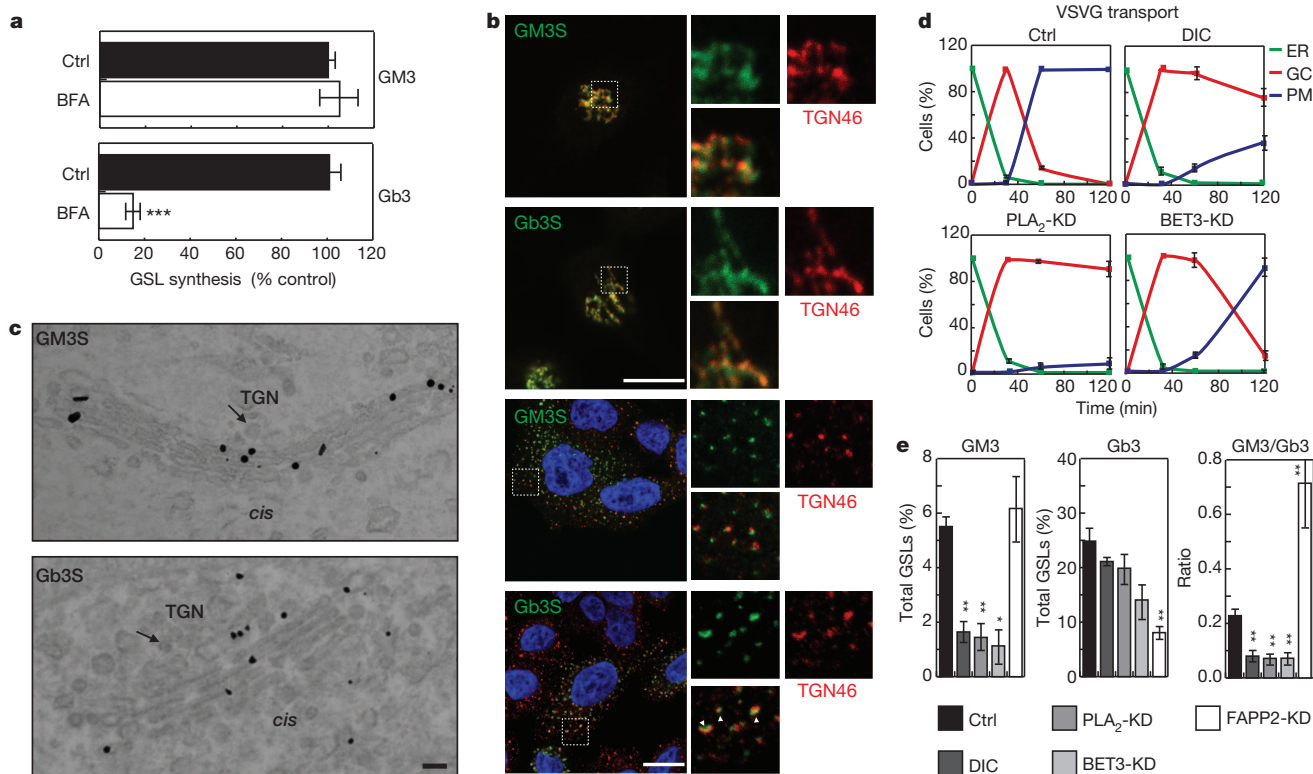 a
Ctrl
BFA
GM3
Ctrl
BFA
***
Gb3
0 20 40 60 80 100 120
GSL synthesis (% control)
b
GM3S
TGN46
Gb3S
TGN46
GM3S
TGN46
Gb3S
TGN46
c
GM3S
TGN
cis
Gb3S
TGN
cis
d
VSVG transport
Ctrl
DIC
ER
GC
PM
120
80
40
0
Cells (%)
0 40 80 120
0 40 80 120
PLA2-KD
BET3-KD
120
80
40
0
Cells (%)
0 40 80 120
0 40 80 120
Time (min)
e
GM3
Gb3
GM3/Gb3
8
6
4
2
0
Total GSLs (%)
** ** *
40
30
20
10
0
Total GSLs (%)
**
0.8
0.6
0.4
0.2
0.0
Ratio
** ** ** **
Ctrl
PLA2-KD
FAPP2-KD
DIC
BET3-KD